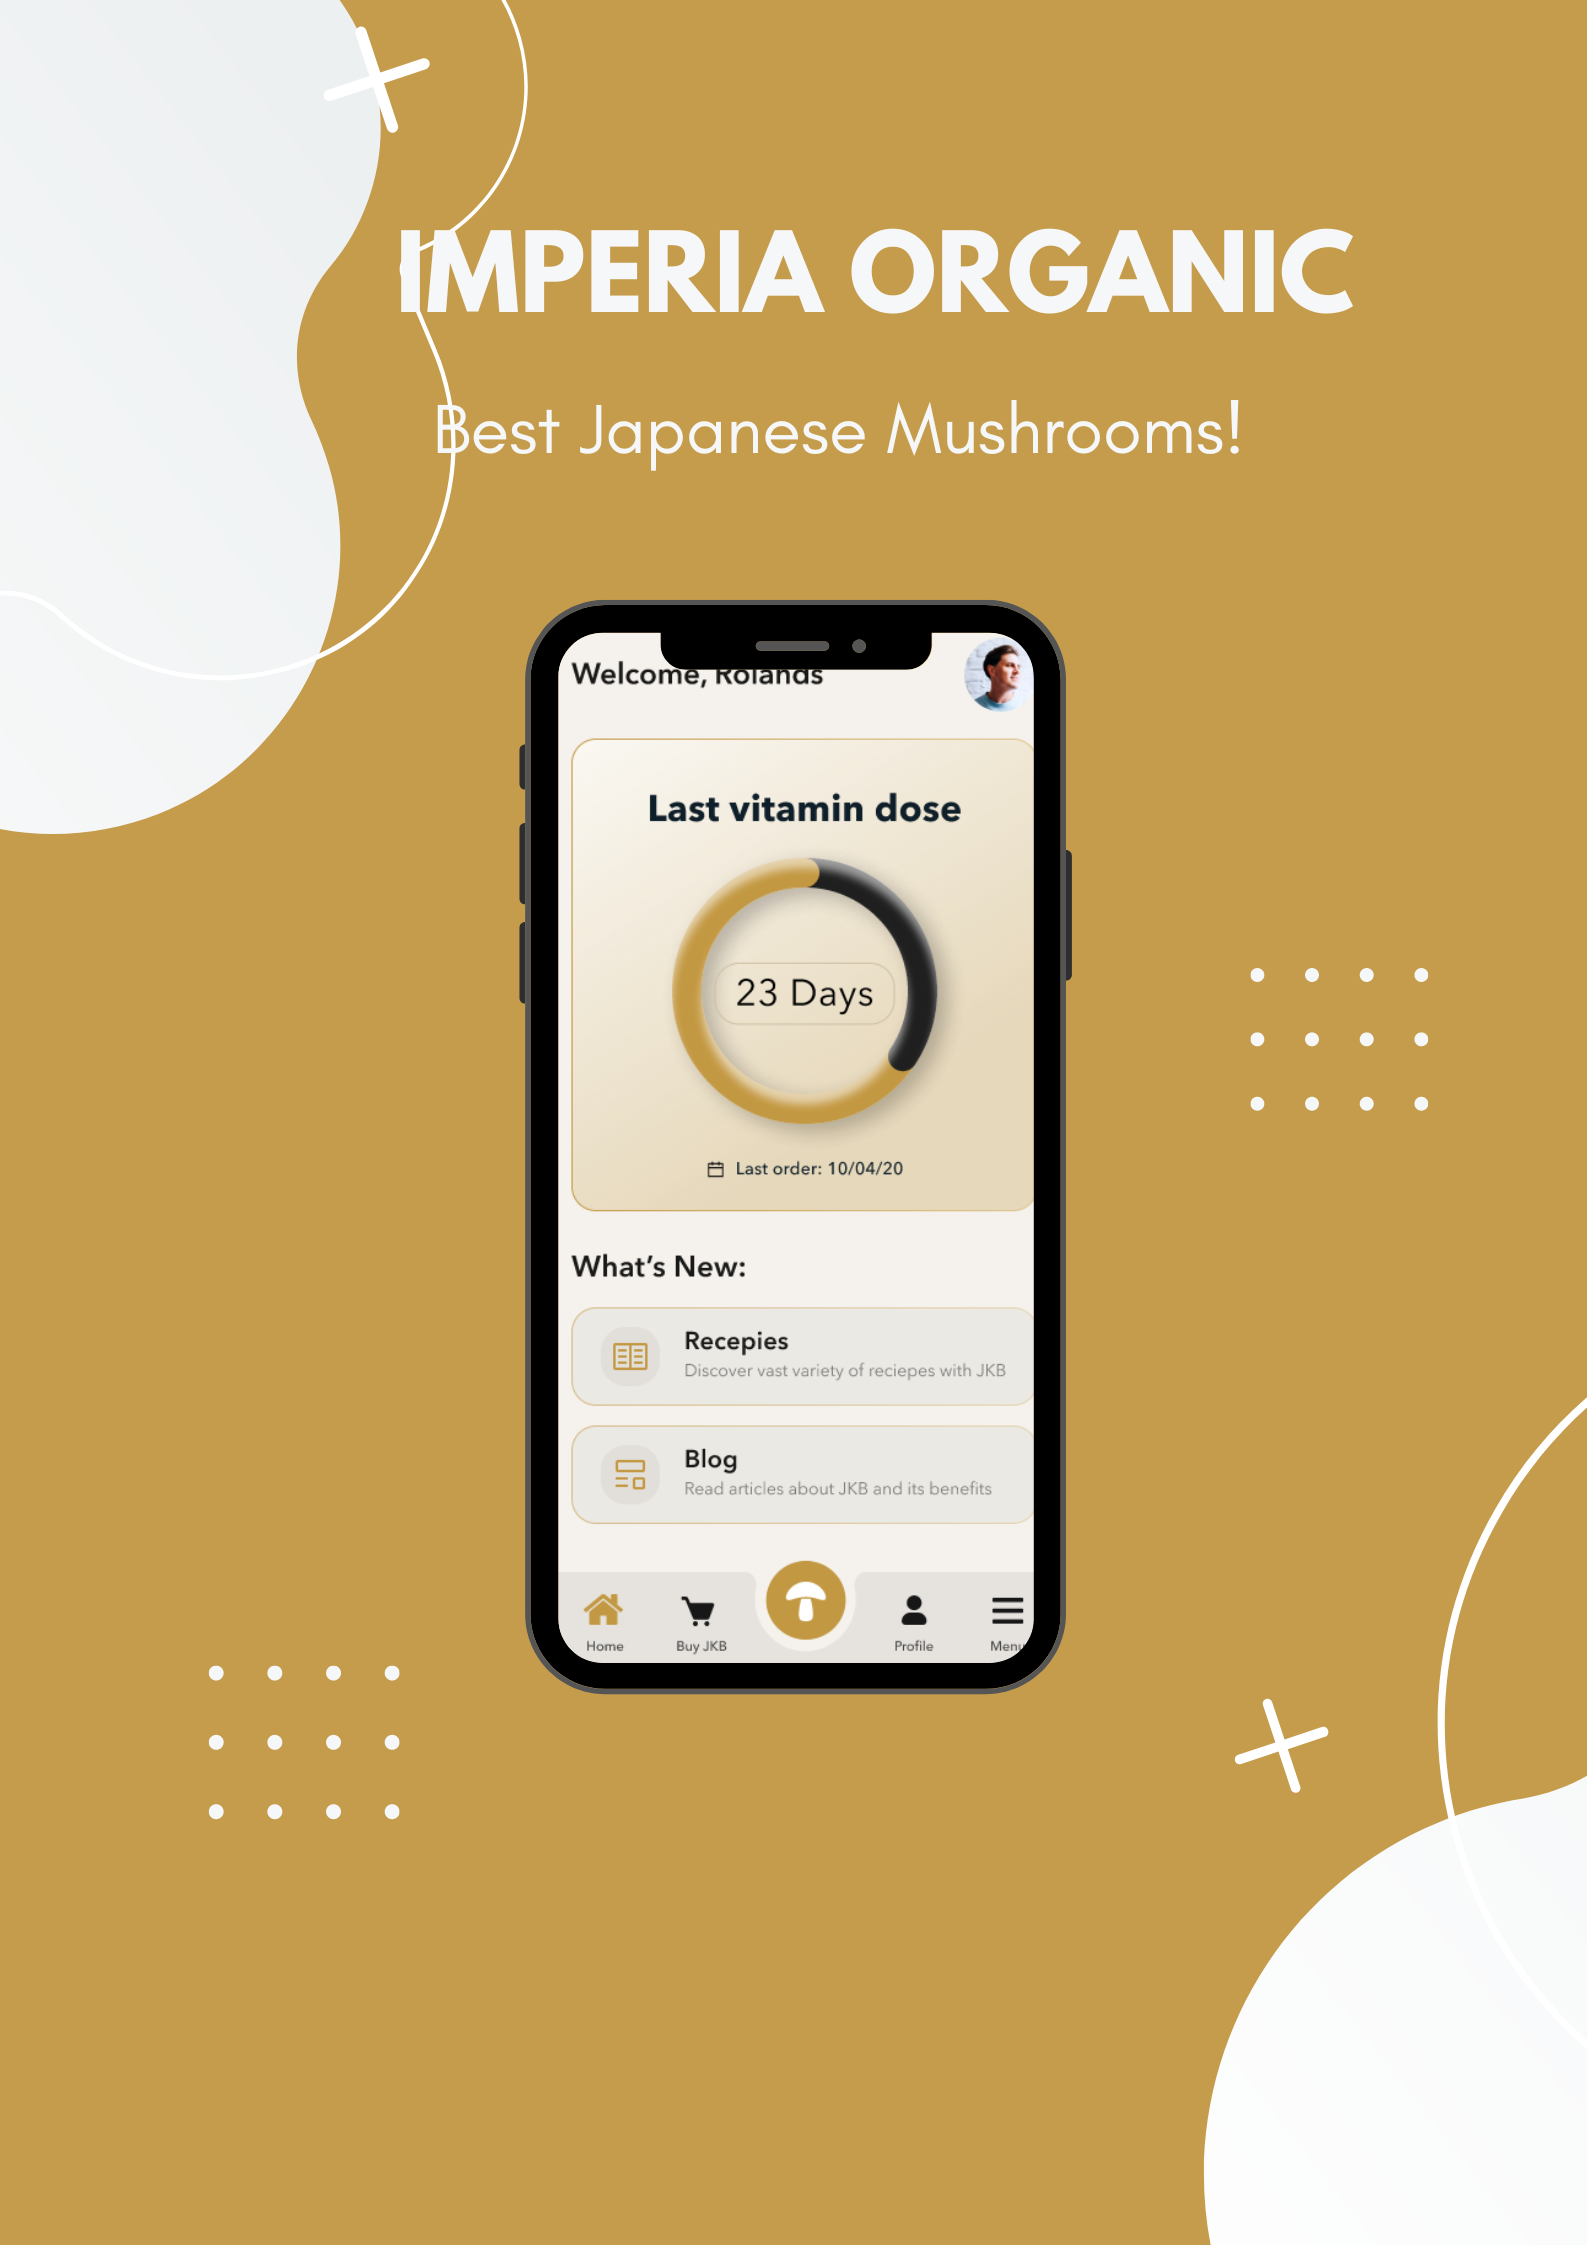 IMPERIA ORGANIC
Best Japanese Mushrooms!
Welcome, Rolands
Last vitamin dose
23 Days
Last order: 10/04/20
What's New:
Recepies
Discover vast variety of reciepes with JKB
Blog
Read articles about JKB and its benefits
Home Buy JKB Profile Menu